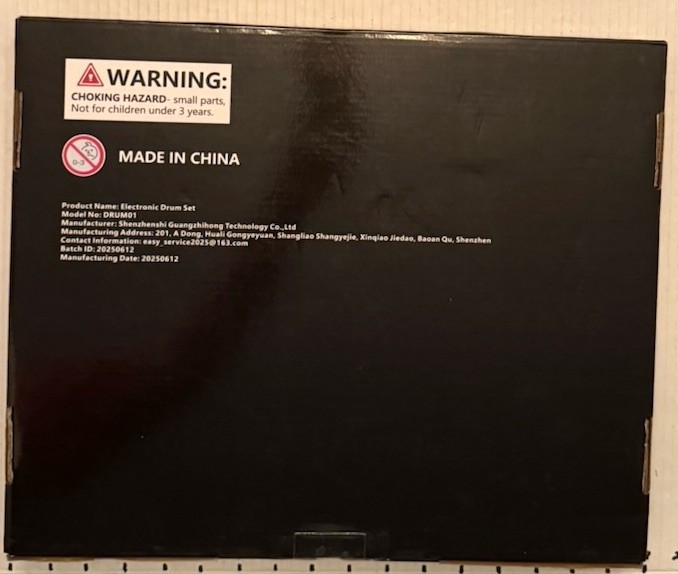 WARNING:
CHOKING HAZARD- small parts,
Not for children under 3 years.
0-3
MADE IN CHINA
Product Name: Electronic Drum Set
Model No: DRUM01
Manufacturer: Shenzhenshi Guangzhihong Technology Co.,Ltd
Manufacturing Address: 201, A Dong, Huali Gongyeyuan, Shangliao Shangyejie, Xinqiao Jiedao, Baoan Qu, Shenzhen
Contact Information: easy_service2025@163.com
Batch ID: 20250612
Manufacturing Date: 20250612